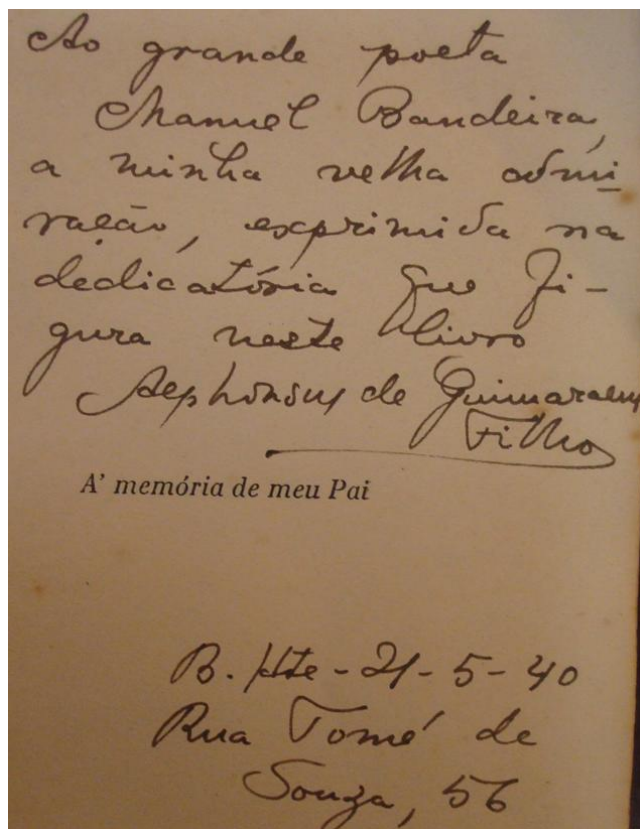 Ao grande poeta
Manuel Bandeira,
a minha velha admi-
ração, exprimida na
dedicatória que fi-
gura neste livro
Alphonsus de Guimaraens
Filho
A' memória de meu Pai
B. Hte - 21-5-40
Rua Tomé de
Souza, 56